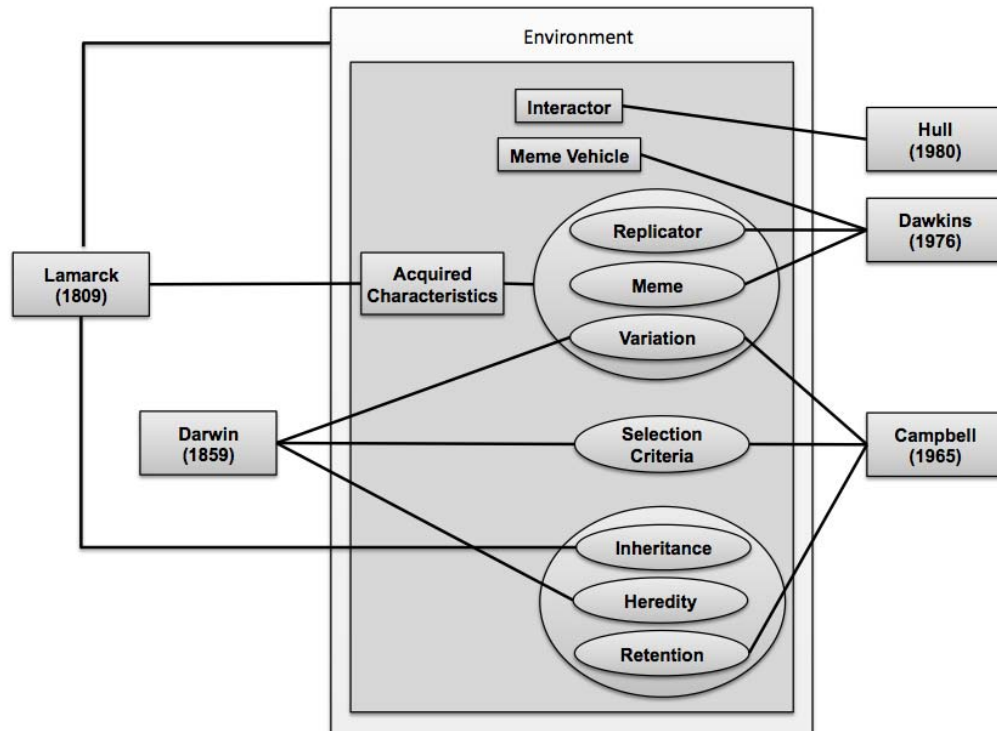 Environment
Interactor
Hull
(1980)
Meme Vehicle
Dawkins
(1976)
Replicator
Lamarck
(1809)
Acquired
Characteristics
Meme
Variation
Darwin
(1859)
Selection
Criteria
Campbell
(1965)
Inheritance
Heredity
Retention